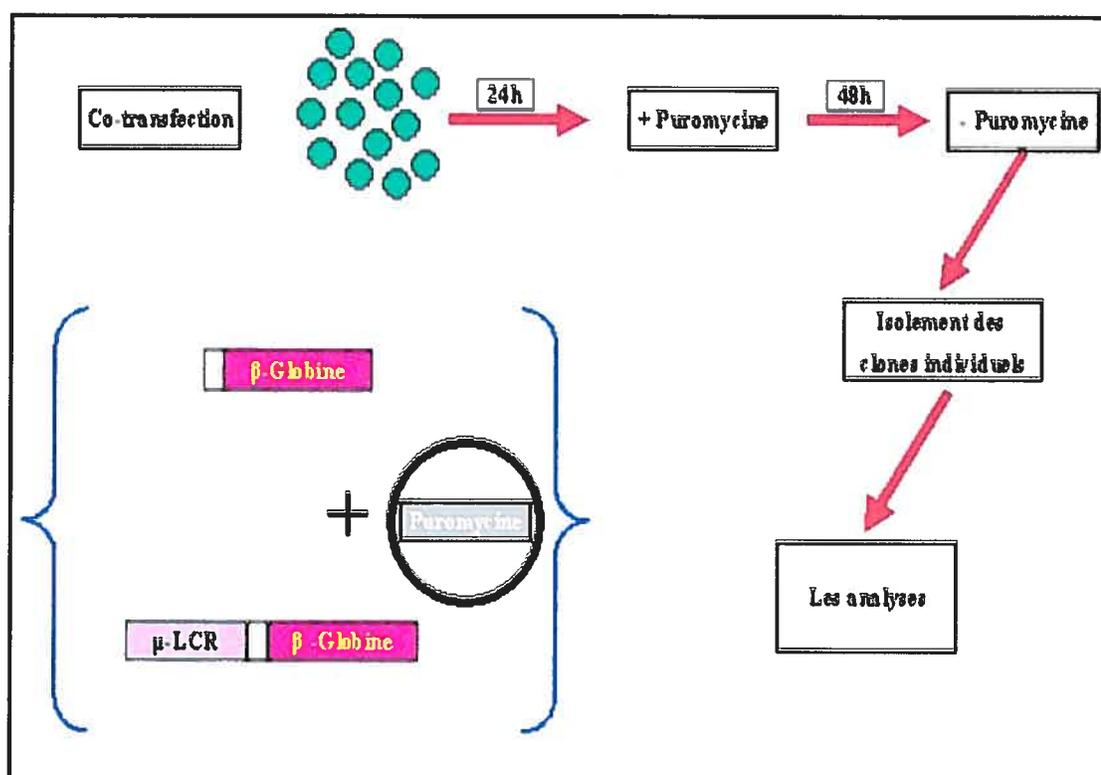 Co-transfection
24h
+ Puromycine
48h
- Puromycine
Isolement des
clones individuels
β-Globine
+
Puromycine
Les analyses
μ-LCR
β -Globine